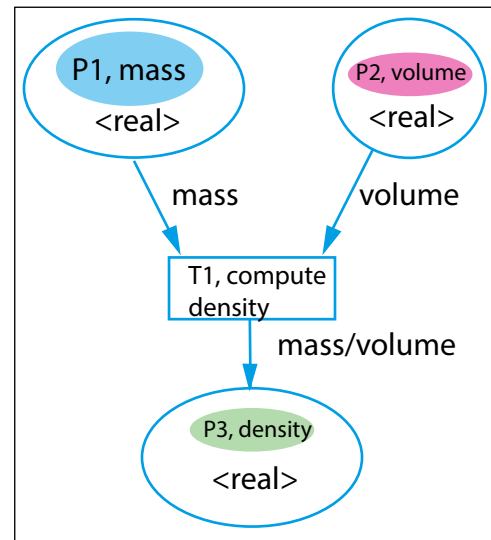 P1, mass
<real>
P2, volume
<real>
mass
volume
T1, compute
density
mass/volume
P3, density
<real>